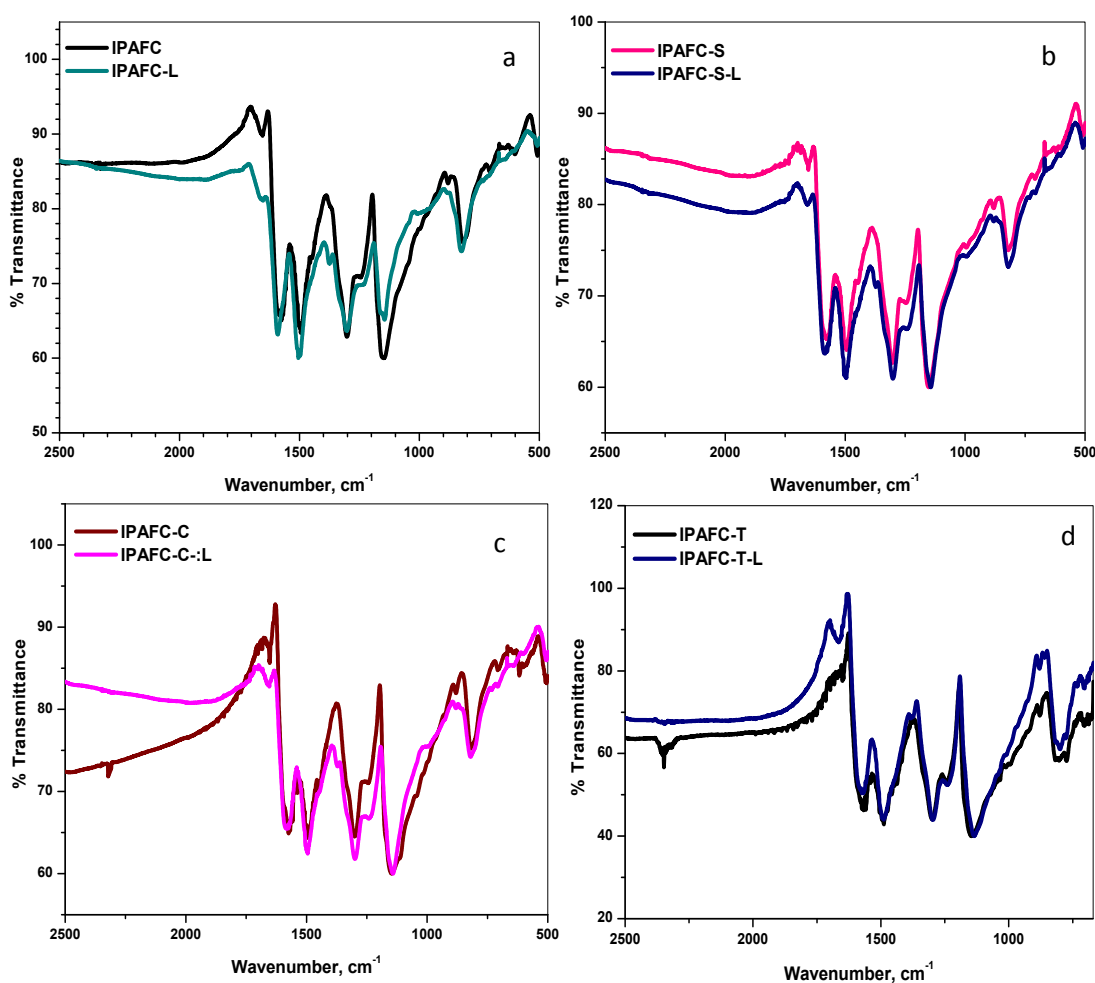 IPAFC
IPAFC-L
a
100
90
80
70
60
50
% Transmittance
2500
2000
1500
1000
500
Wavenumber, cm-1
IPAFC-S
IPAFC-S-L
b
100
90
80
70
60
% Transmittance
2500
2000
1500
1000
500
Wavenumber, cm-1
IPAFC-C
IPAFC-C-:L
c
100
90
80
70
60
% Transmittance
2500
2000
1500
1000
500
Wavenumber, cm-1
IPAFC-T
IPAFC-T-L
d
120
100
80
60
40
20
% Transmittance
2500
2000
1500
1000
Wavenumber, cm-1